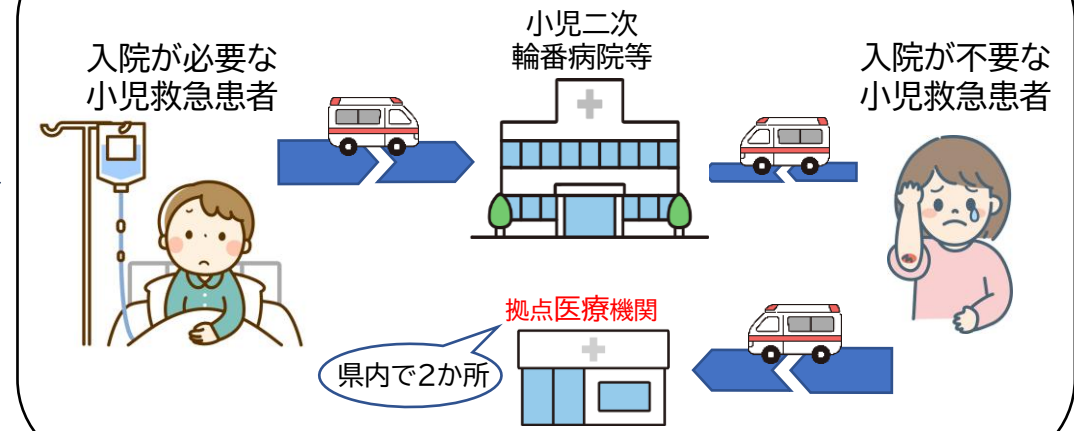 入院が必要な
小児救急患者
小児二次
輪番病院等
入院が不要な
小児救急患者
拠点医療機関
県内で2か所